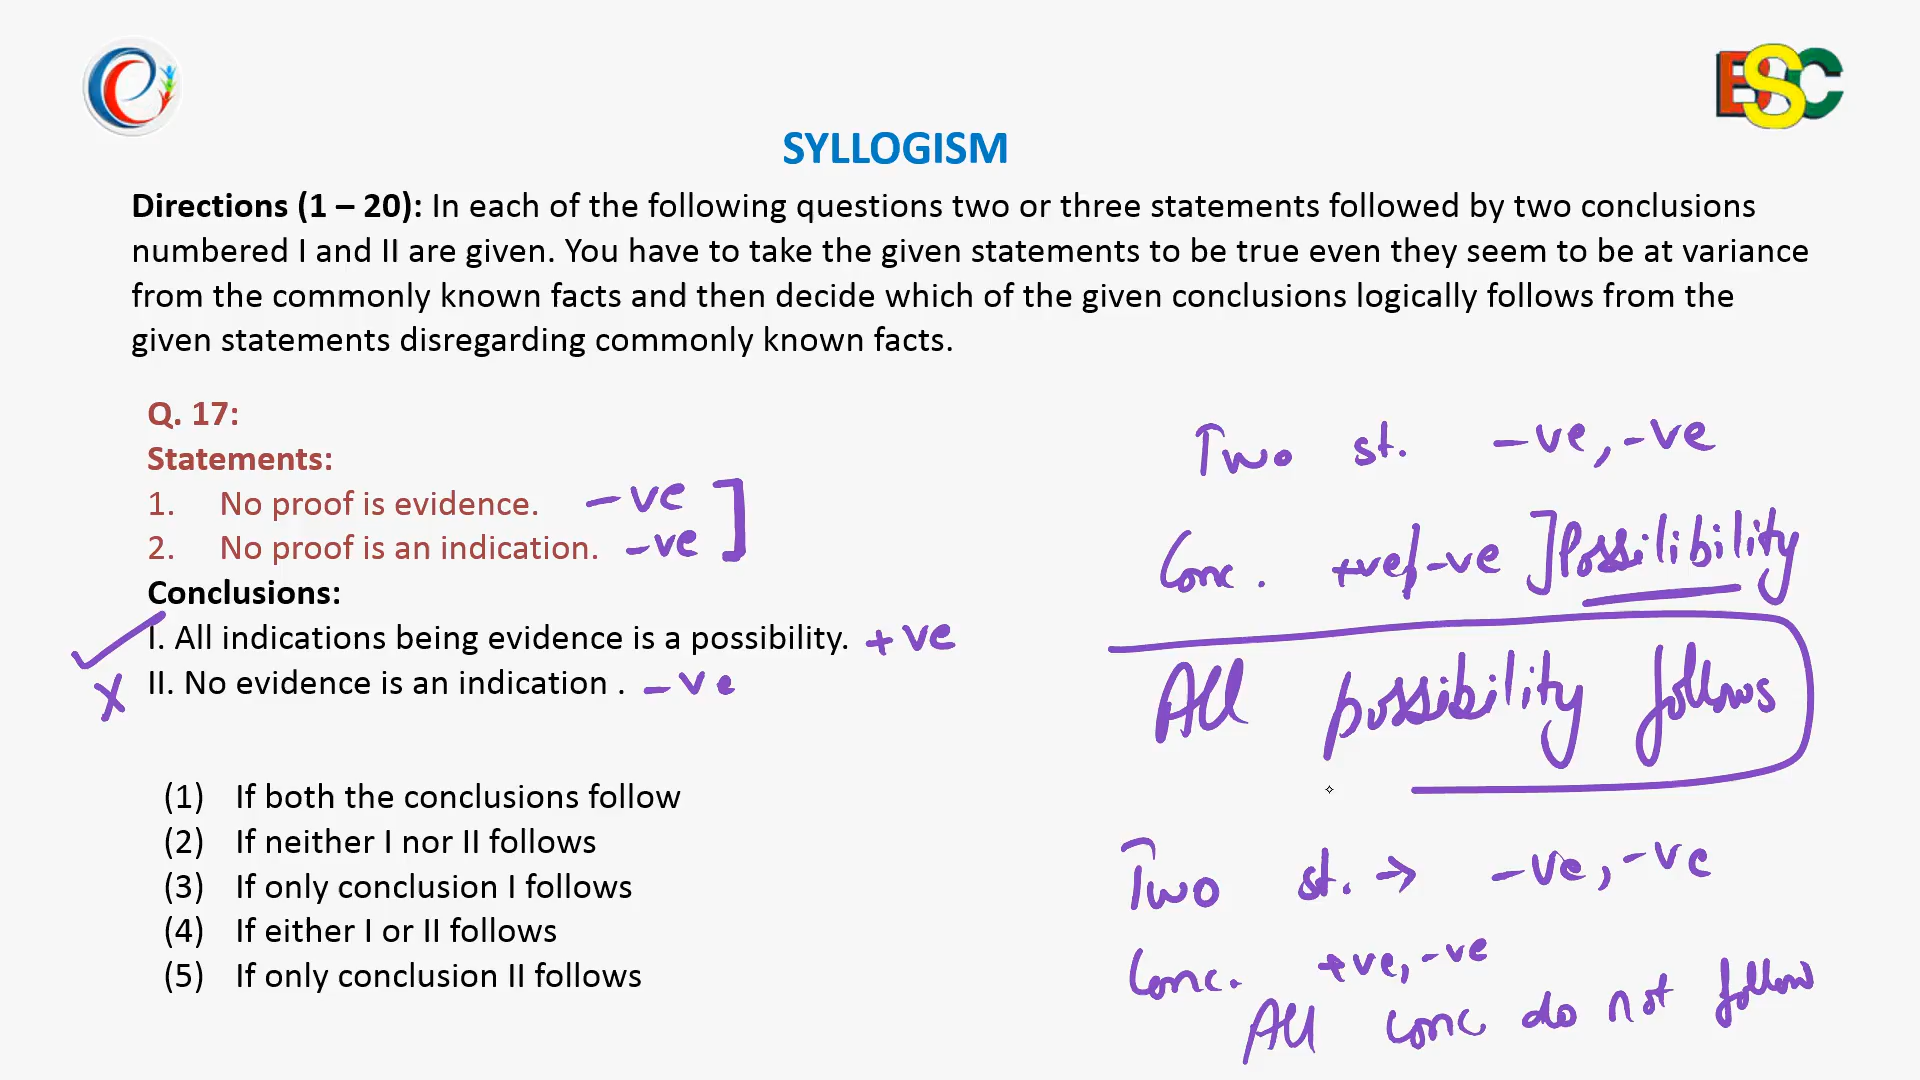 BSC
SYLLOGISM
Directions (1 – 20): In each of the following questions two or three statements followed by two conclusions
numbered I and II are given. You have to take the given statements to be true even they seem to be at variance
from the commonly known facts and then decide which of the given conclusions logically follows from the
given statements disregarding commonly known facts.
Q. 17:
Statements:
1. No proof is evidence. -ve
2. No proof is an indication. -ve
Conclusions:
I. All indications being evidence is a possibility. +ve
II. No evidence is an indication . -ve
(1) If both the conclusions follow
(2) If neither I nor II follows
(3) If only conclusion I follows
(4) If either I or II follows
(5) If only conclusion II follows
Two st. -ve, -ve
Conc. +ve/-ve ] Possilibility
All possibility follows
Two st. → -ve, -ve
Conc. +ve, -ve
All conc do not follow